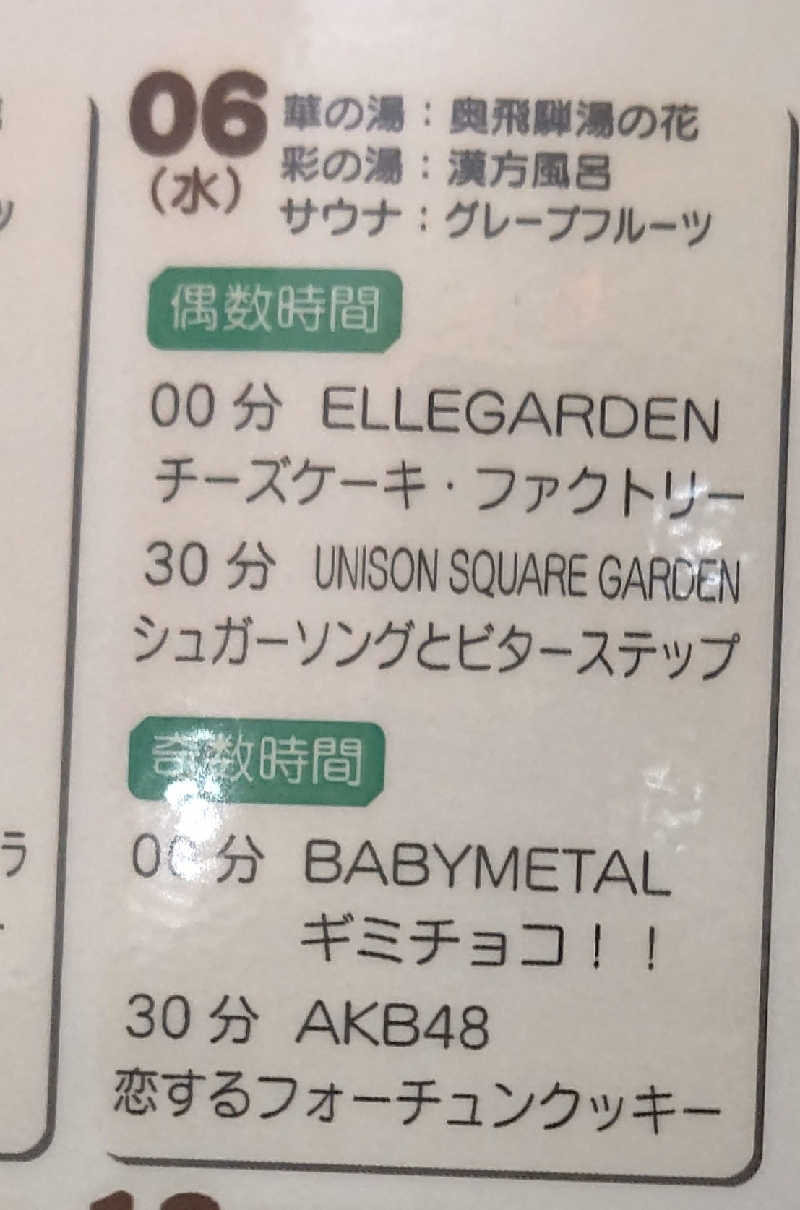 06
(水)
華の湯：奥飛騨湯の花
彩の湯：漢方風呂
サウナ：グレープフルーツ
偶数時間
00分 ELLEGARDEN
チーズケーキ・ファクトリー
30分 UNISON SQUARE GARDEN
シュガーソングとビターステップ
奇数時間
00分 BABYMETAL
ギミチョコ！！
30分 AKB48
恋するフォーチュンクッキー